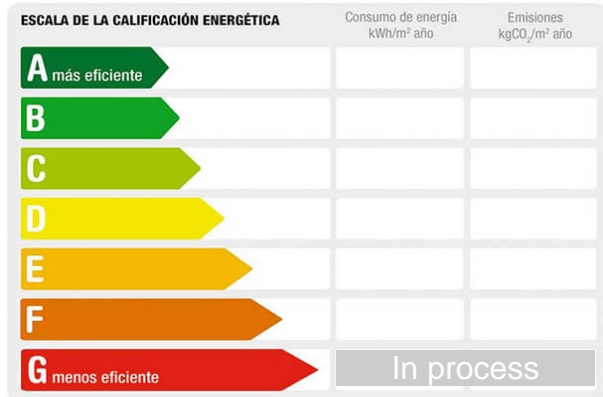 ESCALA DE LA CALIFICACIÓN ENERGÉTICA
Consumo de energía
kWh/m² año
Emisiones
kgCO₂/m² año
A más eficiente
B
C
D
E
F
G menos eficiente
In process